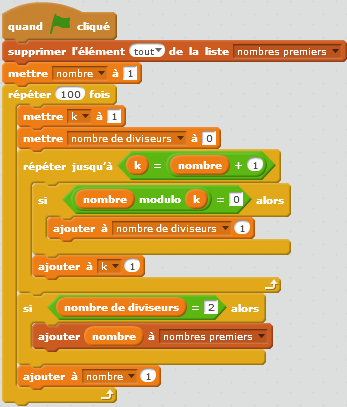 quand cliqué
supprimer l'élément tout de la liste nombres premiers
mettre nombre à 1
répéter 100 fois
mettre k à 1
mettre nombre de diviseurs à 0
répéter jusqu'à k = nombre + 1
si nombre modulo k = 0 alors
ajouter à nombre de diviseurs 1
ajouter à k 1
si nombre de diviseurs = 2 alors
ajouter nombre à nombres premiers
ajouter à nombre 1